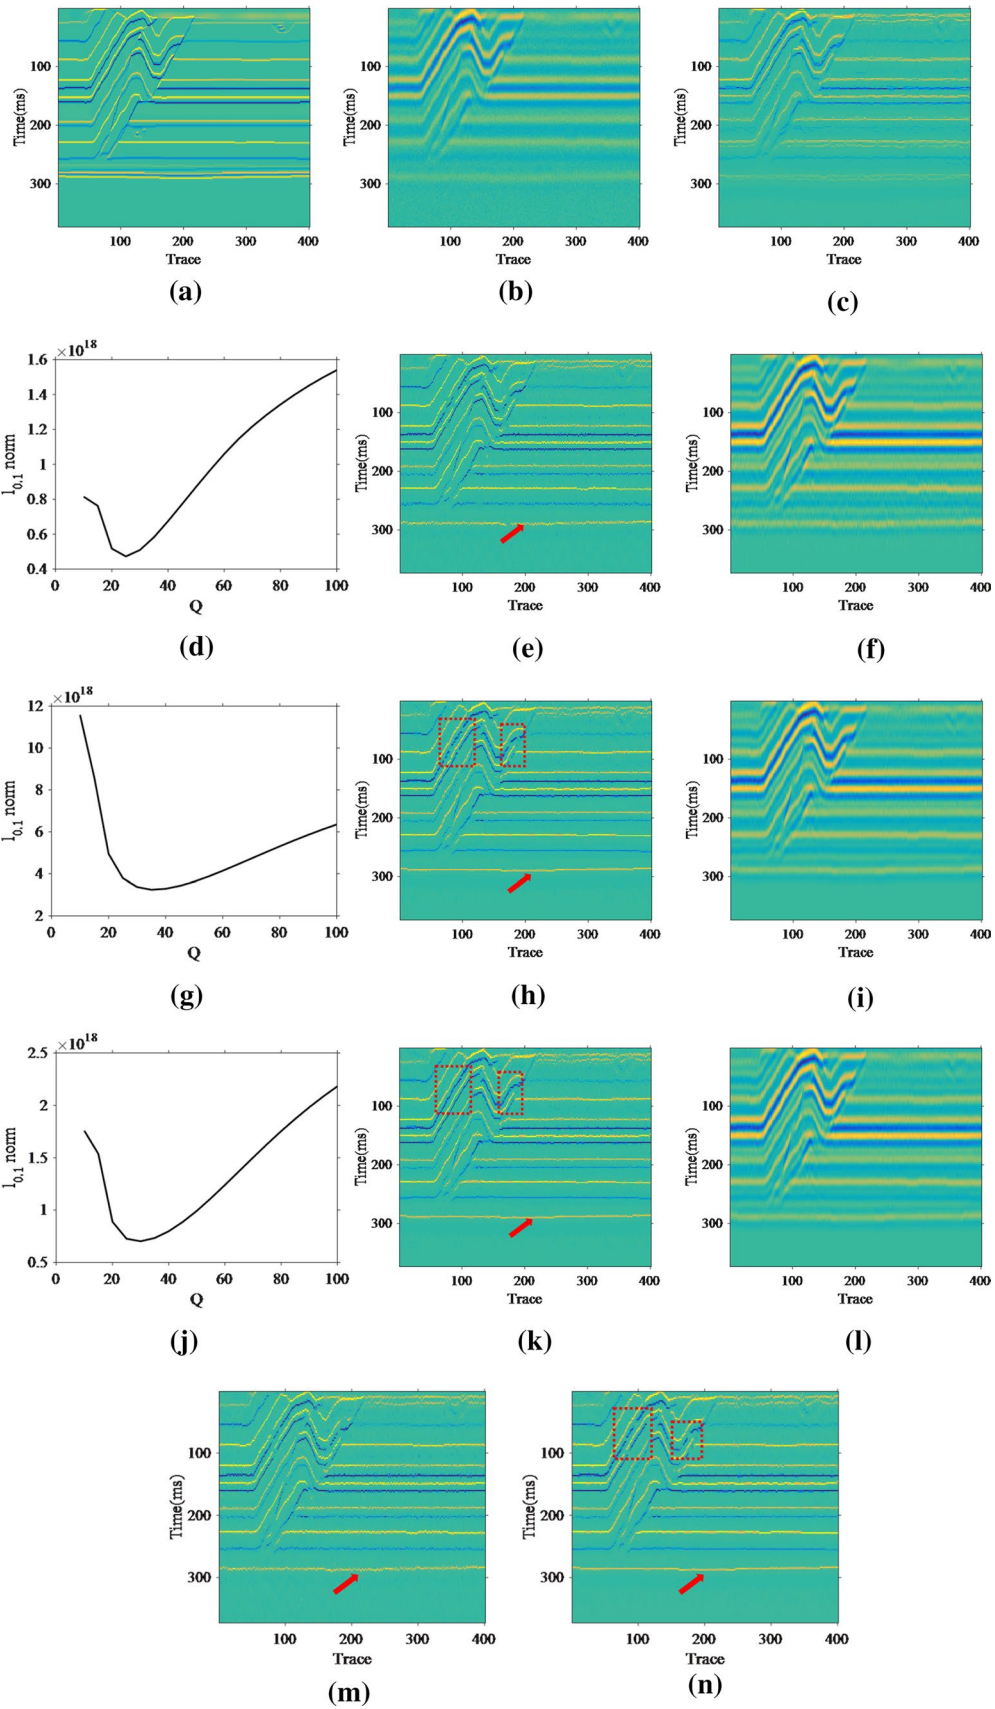 100
200
300
Time(ms)
100 200 300 400
Trace
(a)
100
200
300
Time(ms)
100 200 300 400
Trace
(b)
100
200
300
Time(ms)
100 200 300 400
Trace
(c)
×10^18
1.6
1.4
1.2
1
0.8
0.6
0.4
l_0.1 norm
0 20 40 60 80 100
Q
(d)
100
200
300
Time(ms)
100 200 300 400
Trace
(e)
100
200
300
Time(ms)
100 200 300 400
Trace
(f)
×10^18
12
10
8
6
4
2
l_0.1 norm
0 20 40 60 80 100
Q
(g)
100
200
300
Time(ms)
100 200 300 400
Trace
(h)
100
200
300
Time(ms)
100 200 300 400
Trace
(i)
×10^18
2.5
2
1.5
1
0.5
l_0.1 norm
0 20 40 60 80 100
Q
(j)
100
200
300
Time(ms)
100 200 300 400
Trace
(k)
100
200
300
Time(ms)
100 200 300 400
Trace
(l)
100
200
300
Time(ms)
100 200 300 400
Trace
(m)
100
200
300
Time(ms)
100 200 300 400
Trace
(n)